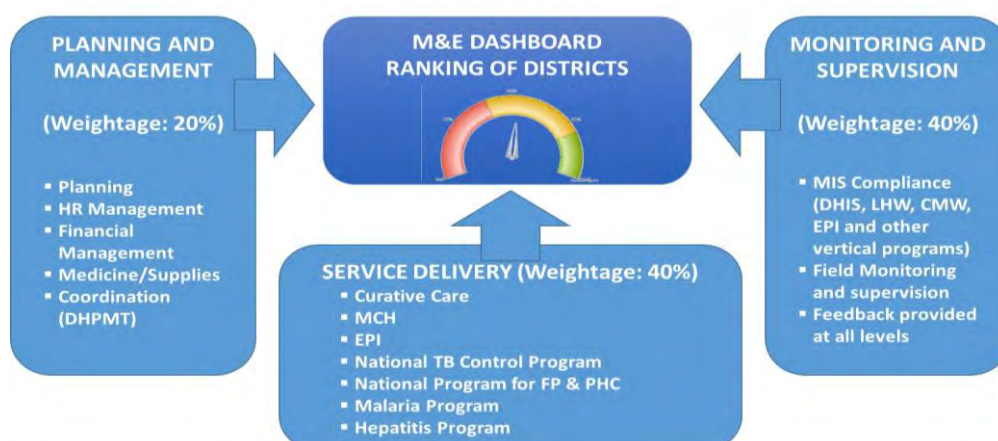 PLANNING AND
MANAGEMENT
(Weightage: 20%)
▪ Planning
▪ HR Management
▪ Financial
Management
▪ Medicine/Supplies
▪ Coordination
(DHPMT)
M&E DASHBOARD
RANKING OF DISTRICTS
MONITORING AND
SUPERVISION
(Weightage: 40%)
▪ MIS Compliance
(DHIS, LHW, CMW,
EPI and other
vertical programs)
▪ Field Monitoring
and supervision
▪ Feedback provided
at all levels
SERVICE DELIVERY (Weightage: 40%)
▪ Curative Care
▪ MCH
▪ EPI
▪ National TB Control Program
▪ National Program for FP & PHC
▪ Malaria Program
▪ Hepatitis Program